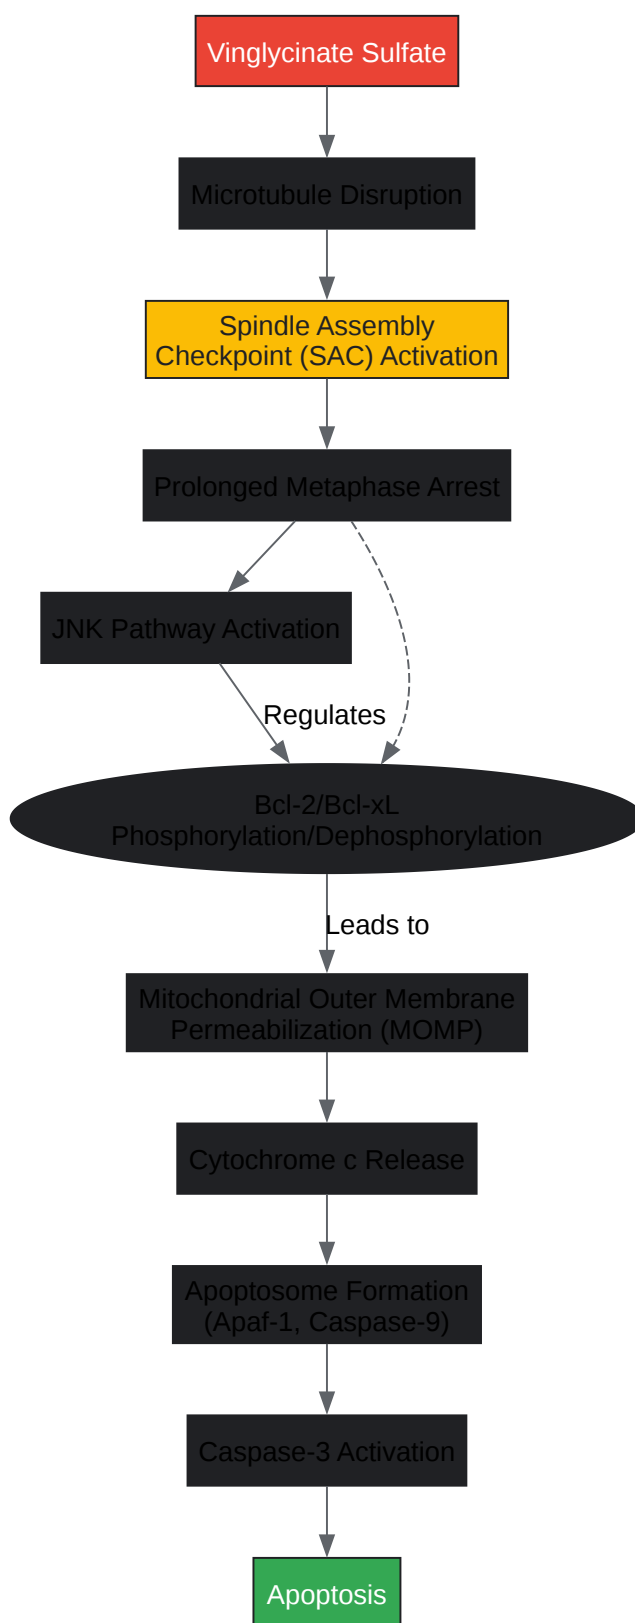 Vinglycinate Sulfate
Microtubule Disruption
Spindle Assembly
Checkpoint (SAC) Activation
Prolonged Metaphase Arrest
JNK Pathway Activation
Regulates
Bcl-2/Bcl-xL
Phosphorylation/Dephosphorylation
Leads to
Mitochondrial Outer Membrane
Permeabilization (MOMP)
Cytochrome c Release
Apoptosome Formation
(Apaf-1, Caspase-9)
Caspase-3 Activation
Apoptosis